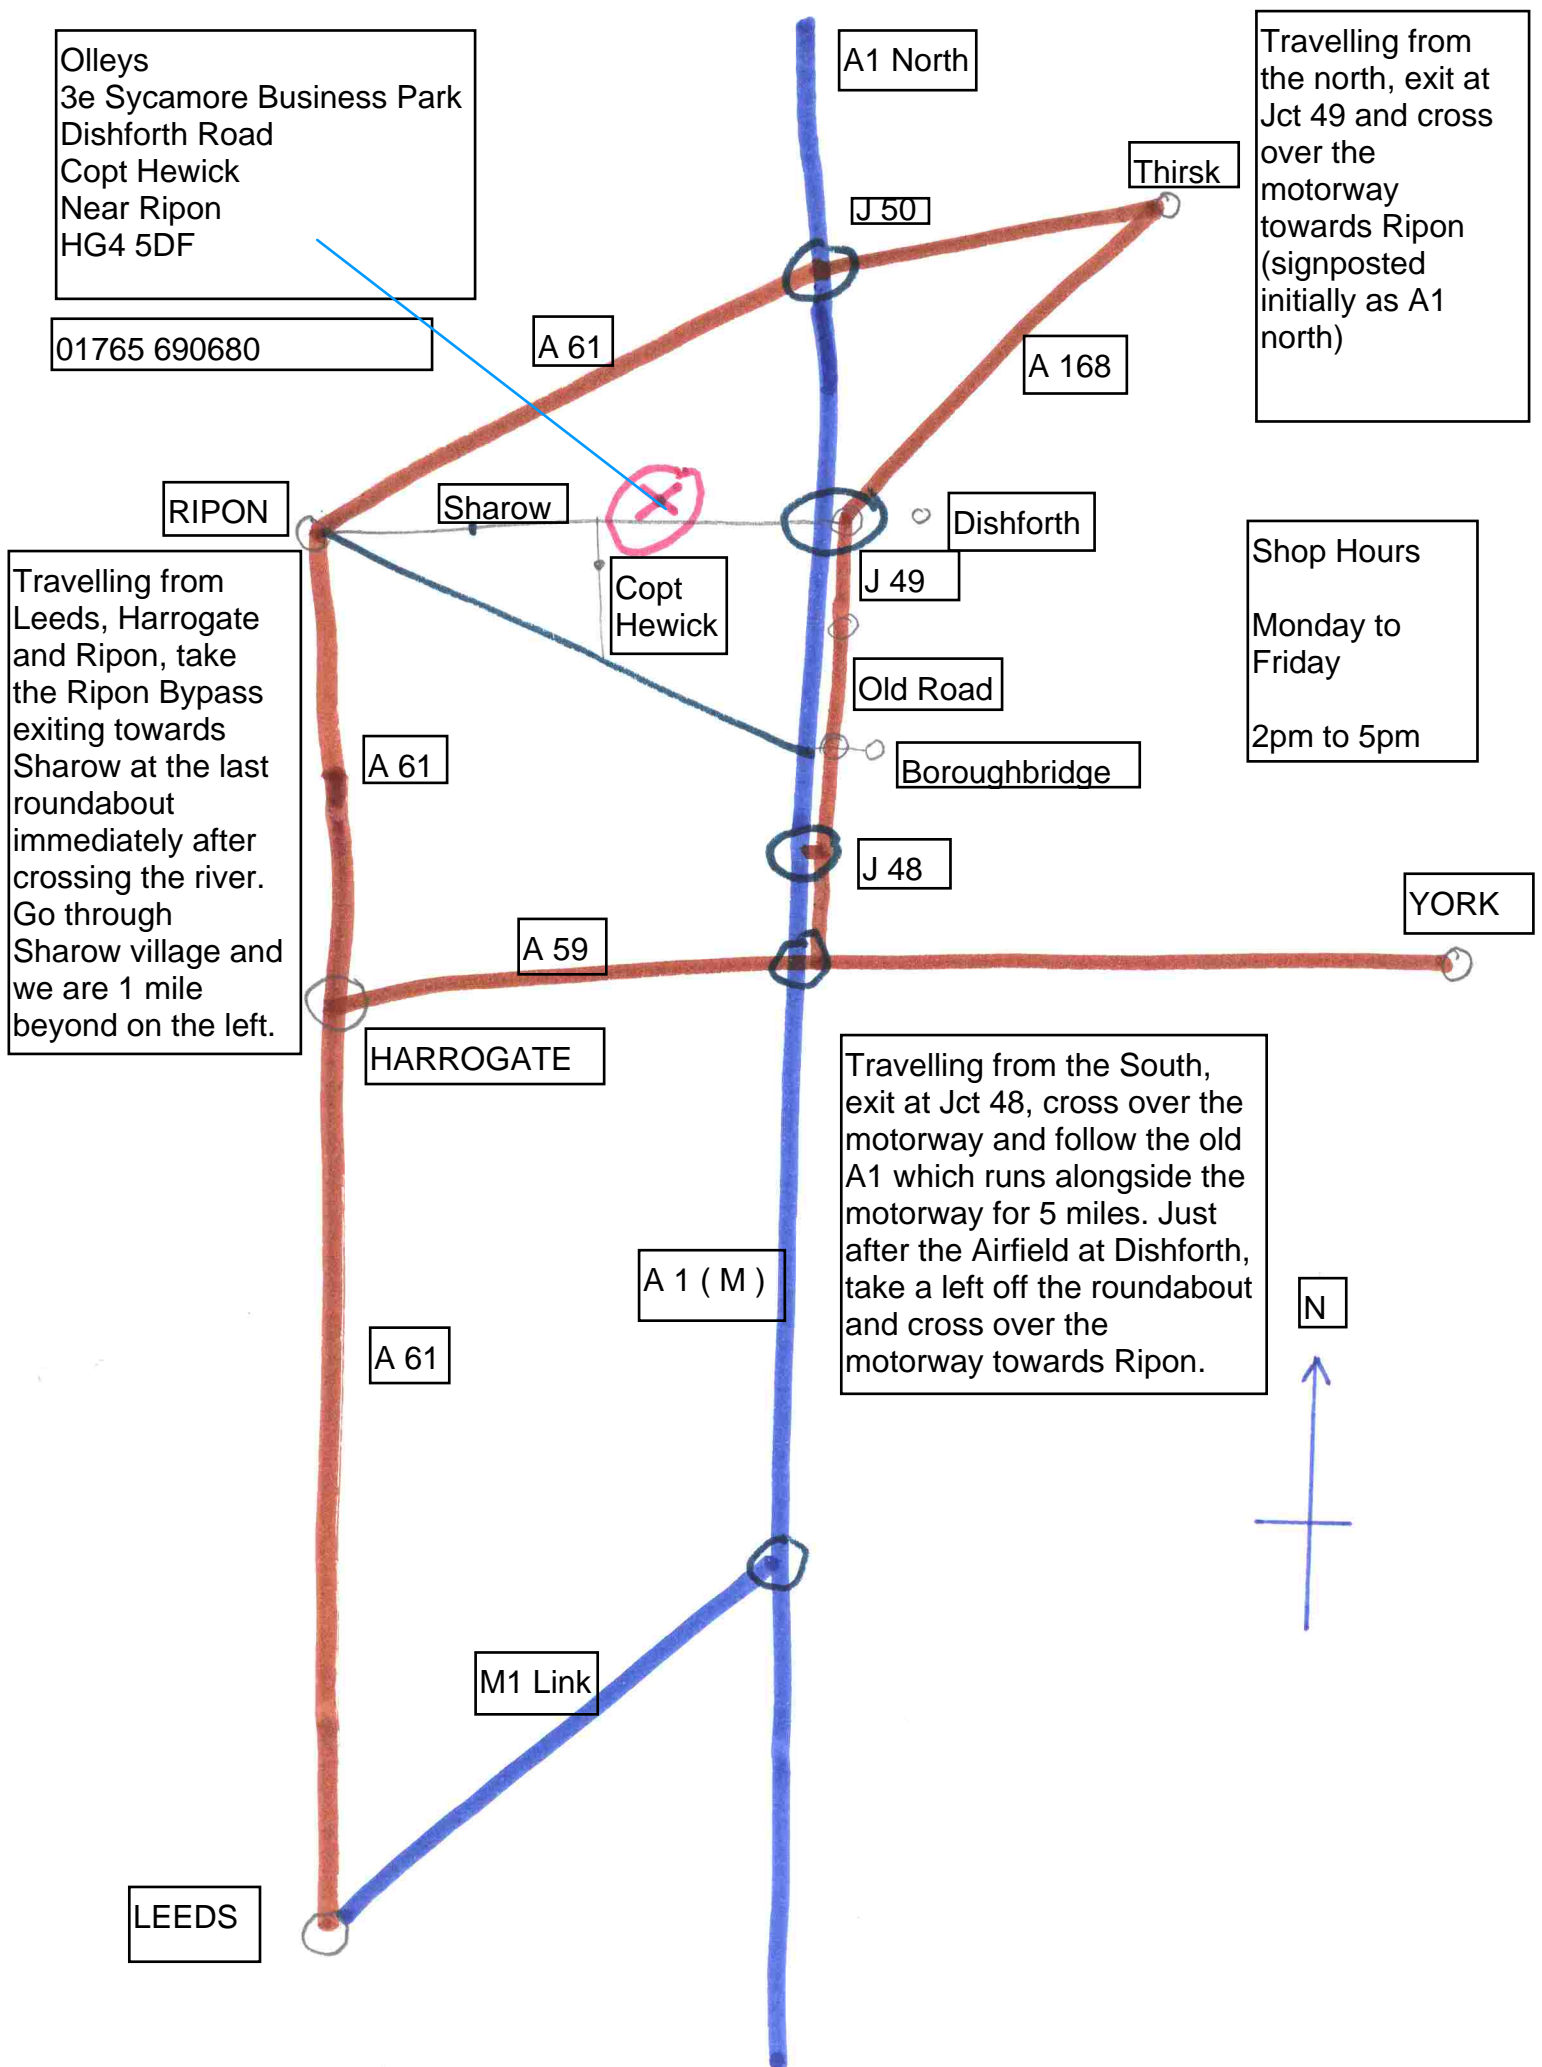 Olleys
3e Sycamore Business Park
Dishforth Road
Copt Hewick
Near Ripon
HG4 5DF
01765 690680
A1 North
Travelling from
the north, exit at
Jct 49 and cross
over the
motorway
towards Ripon
(signposted
initially as A1
north)
Thirsk
J 50
A 61
A 168
RIPON
Sharow
Dishforth
Copt
Hewick
J 49
Old Road
Shop Hours
Monday to
Friday
2pm to 5pm
Travelling from
Leeds, Harrogate
and Ripon, take
the Ripon Bypass
exiting towards
Sharow at the last
roundabout
immediately after
crossing the river.
Go through
Sharow village and
we are 1 mile
beyond on the left.
A 61
Boroughbridge
J 48
YORK
A 59
HARROGATE
Travelling from the South,
exit at Jct 48, cross over the
motorway and follow the old
A1 which runs alongside the
motorway for 5 miles. Just
after the Airfield at Dishforth,
take a left off the roundabout
and cross over the
motorway towards Ripon.
A 1 ( M )
N
A 61
M1 Link
LEEDS